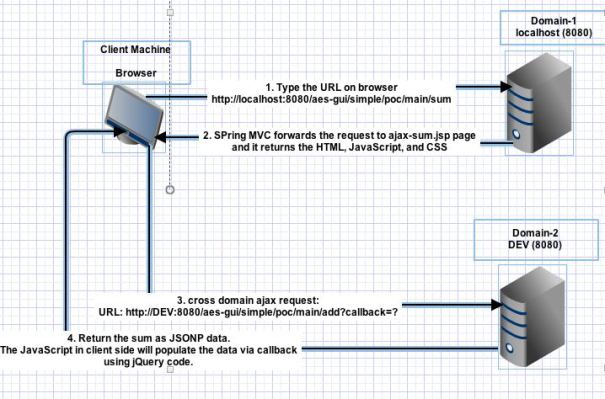 Domain-1
localhost (8080)
Client Machine
Browser
1. Type the URL on browser
http://localhost:8080/aes-gui/simple/poc/main/sum
2. SPring MVC forwards the request to ajax-sum.jsp page
and it returns the HTML, JavaScript, and CSS
Domain-2
DEV (8080)
3. cross domain ajax request:
URL: http://DEV:8080/aes-gui/simple/poc/main/add?callback=?
4. Return the sum as JSONP data.
The JavaScript in client side will populate the data via callback
using jQuery code.